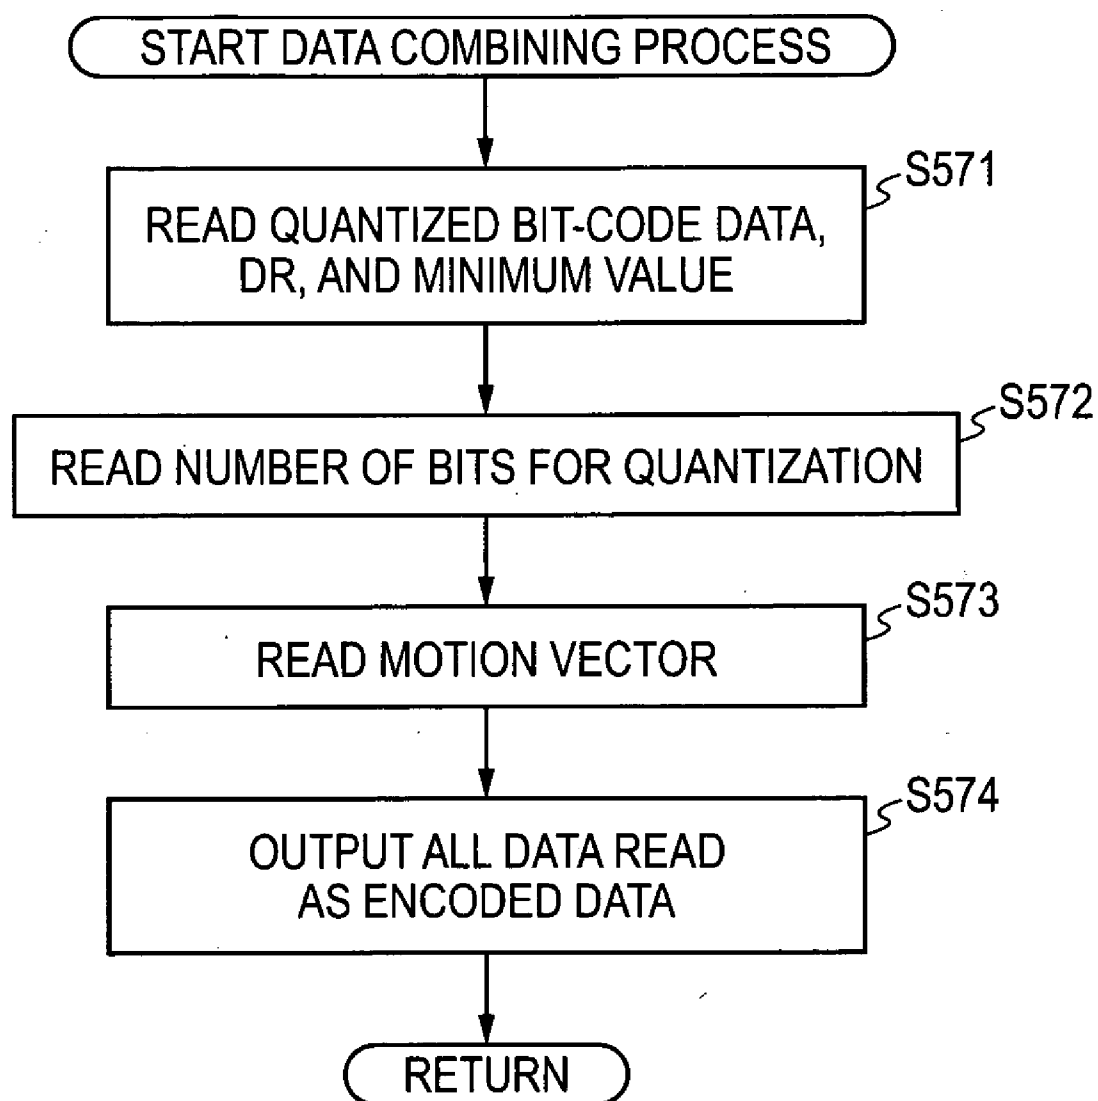 START DATA COMBINING PROCESS
S571
READ QUANTIZED BIT-CODE DATA,
DR, AND MINIMUM VALUE
S572
READ NUMBER OF BITS FOR QUANTIZATION
S573
READ MOTION VECTOR
S574
OUTPUT ALL DATA READ
AS ENCODED DATA
RETURN